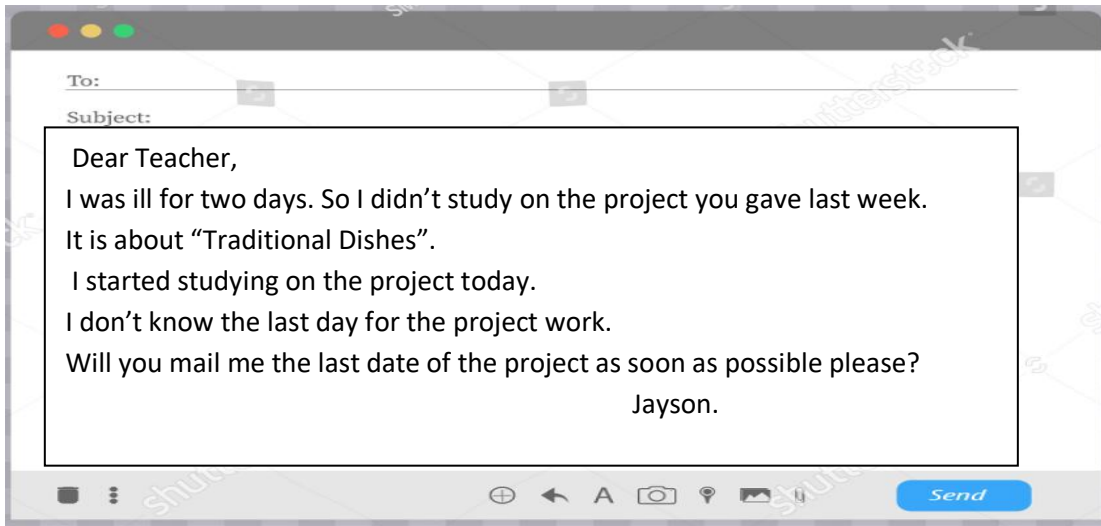 To:
Subject:
Dear Teacher,
I was ill for two days. So I didn’t study on the project you gave last week.
It is about “Traditional Dishes”.
I started studying on the project today.
I don’t know the last day for the project work.
Will you mail me the last date of the project as soon as possible please?
Jayson.
A
Send
shutterstock